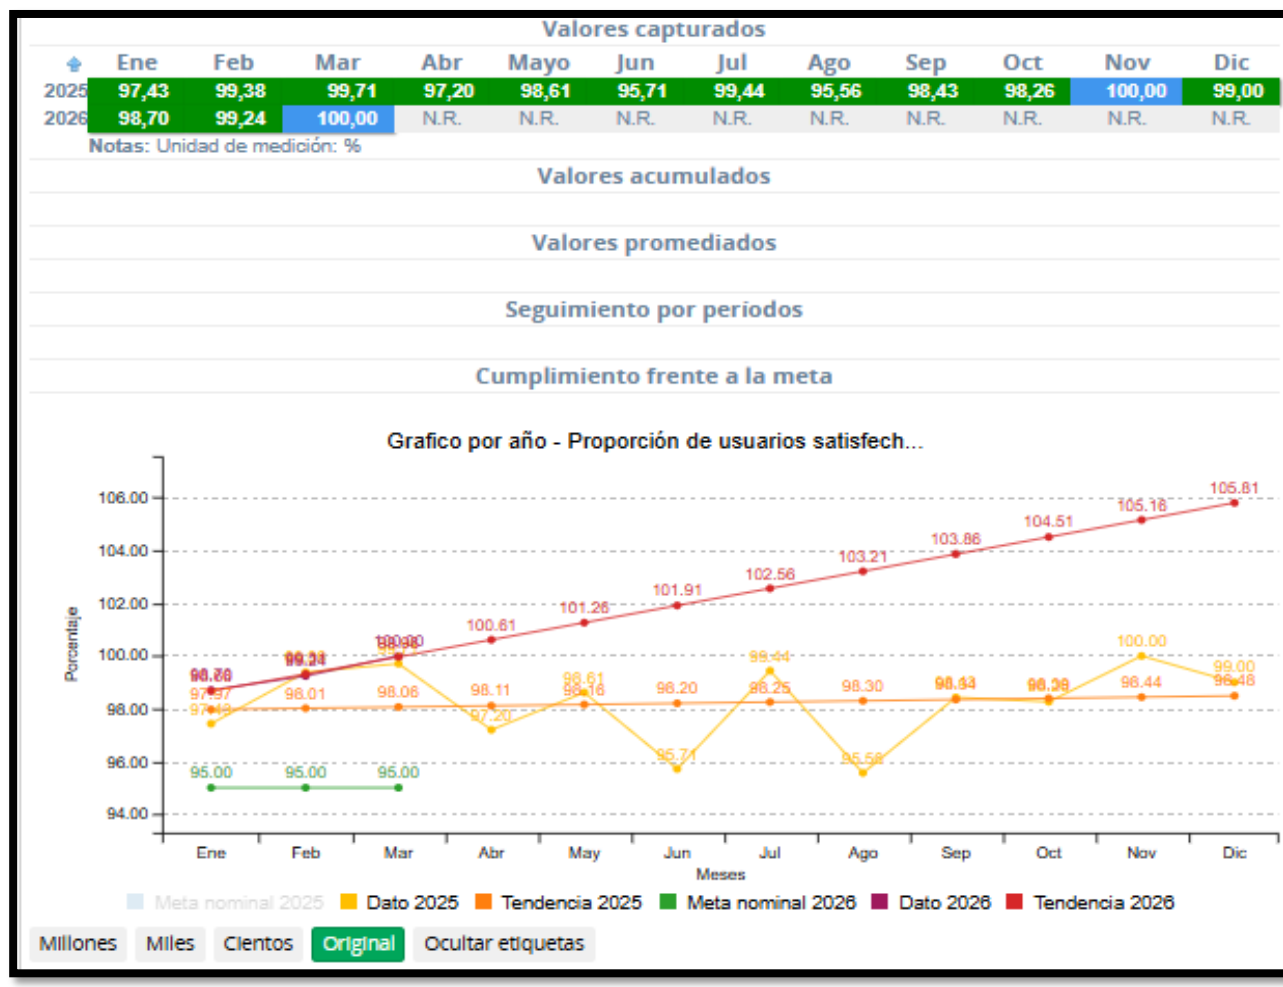 Valores capturados
Ene Feb Mar Abr Mayo Jun Jul Ago Sep Oct Nov Dic
2025 97,43 99,38 99,71 97,20 98,61 95,71 99,44 95,56 98,43 98,26 100,00 99,00
2026 98,70 99,24 100,00 N.R. N.R. N.R. N.R. N.R. N.R. N.R. N.R. N.R.
Notas: Unidad de medición: %
Valores acumulados
Valores promediados
Seguimiento por períodos
Cumplimiento frente a la meta
Grafico por año - Proporción de usuarios satisfech...
Porcentaje
106.00
104.00
102.00
100.00
98.00
96.00
94.00
100.61 101.26 101.91 102.56 103.21 103.86 104.51 105.16 105.81
97.43 97.20 98.61 95.71 99.44 95.56 100.00 99.00
97.97 98.01 98.06 98.11 98.16 98.20 98.25 98.30 98.44 98.48
95.00 95.00 95.00
Ene Feb Mar Abr May Jun Jul Ago Sep Oct Nov Dic
Meses
Meta nominal 2025 Dato 2025 Tendencia 2025 Meta nominal 2026 Dato 2026 Tendencia 2026
Millones Miles Cientos Original Ocultar etiquetas